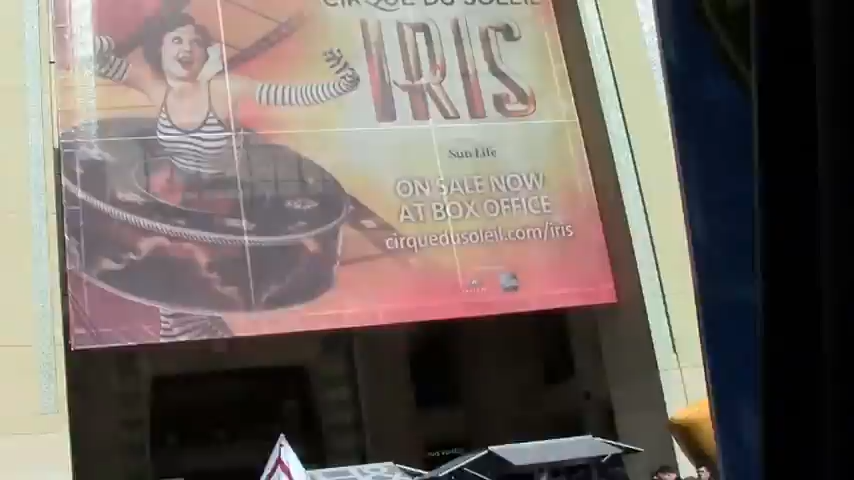 CIRQUE DU SOLEIL
IRIS
Sun Life
ON SALE NOW
AT BOX OFFICE
cirquedusoleil.com/iris